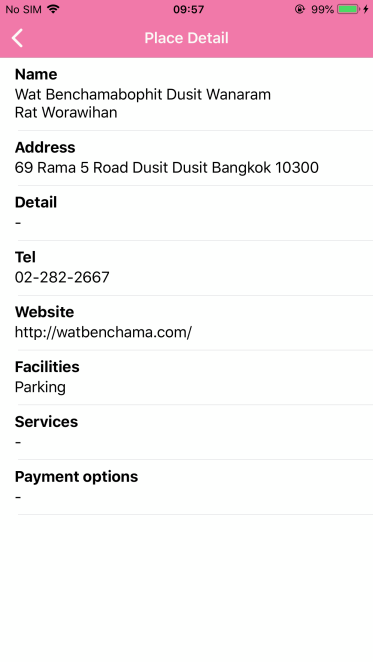 No SIM 09:57 99%
Place Detail
Name
Wat Benchamabophit Dusit Wanaram
Rat Worawihan
Address
69 Rama 5 Road Dusit Dusit Bangkok 10300
Detail
-
Tel
02-282-2667
Website
http://watbenchama.com/
Facilities
Parking
Services
-
Payment options
-